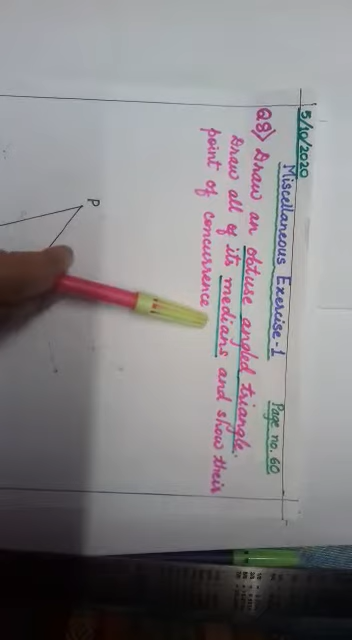 5/10/2020
Miscellaneous Exercise-1 Page no. 60
Q8) Draw an obtuse angled triangle.
Draw all of its medians and show their
point of concurrence
P